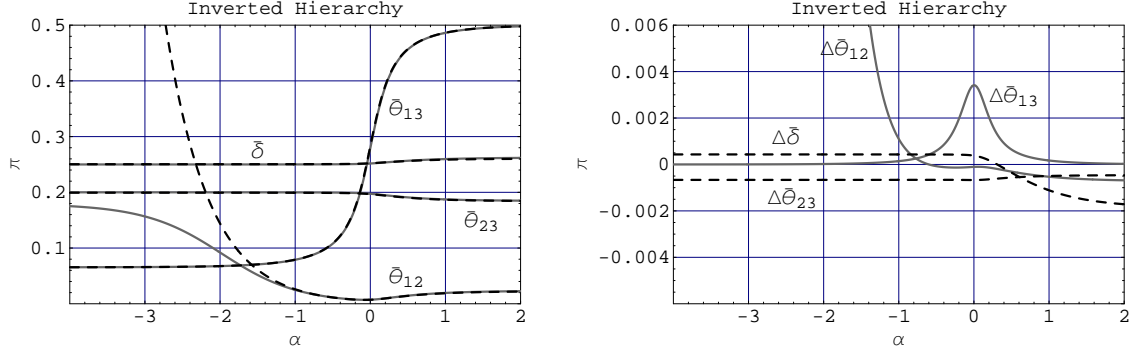 Inverted Hierarchy
0.5
0.4
0.3
0.2
0.1
π
θ̄13
δ̄
θ̄23
θ̄12
-3 -2 -1 0 1 2
α
Inverted Hierarchy
0.006
0.004
0.002
0
-0.002
-0.004
π
Δθ̄12
Δθ̄13
Δδ̄
Δθ̄23
-3 -2 -1 0 1 2
α